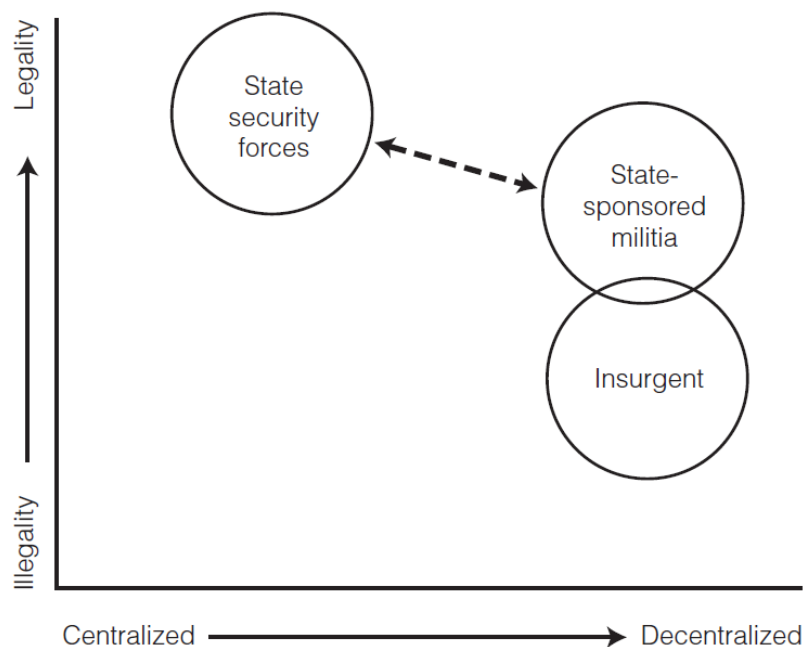 Legality
State
security
forces
State-
sponsored
militia
Insurgent
Illegality
Centralized
Decentralized